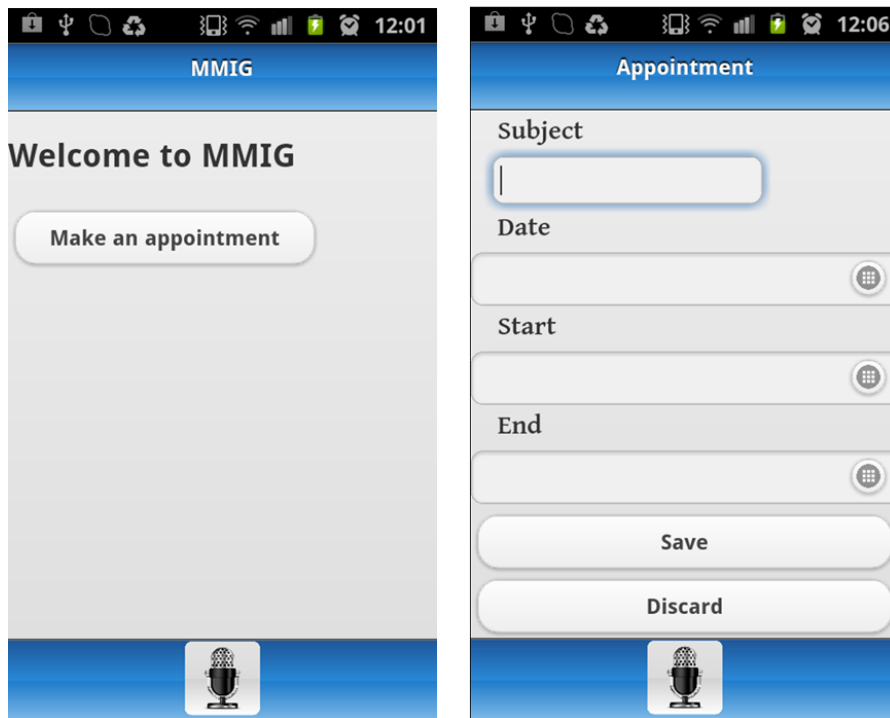 12:01
MMIG
Welcome to MMIG
Make an appointment
12:06
Appointment
Subject
Date
Start
End
Save
Discard